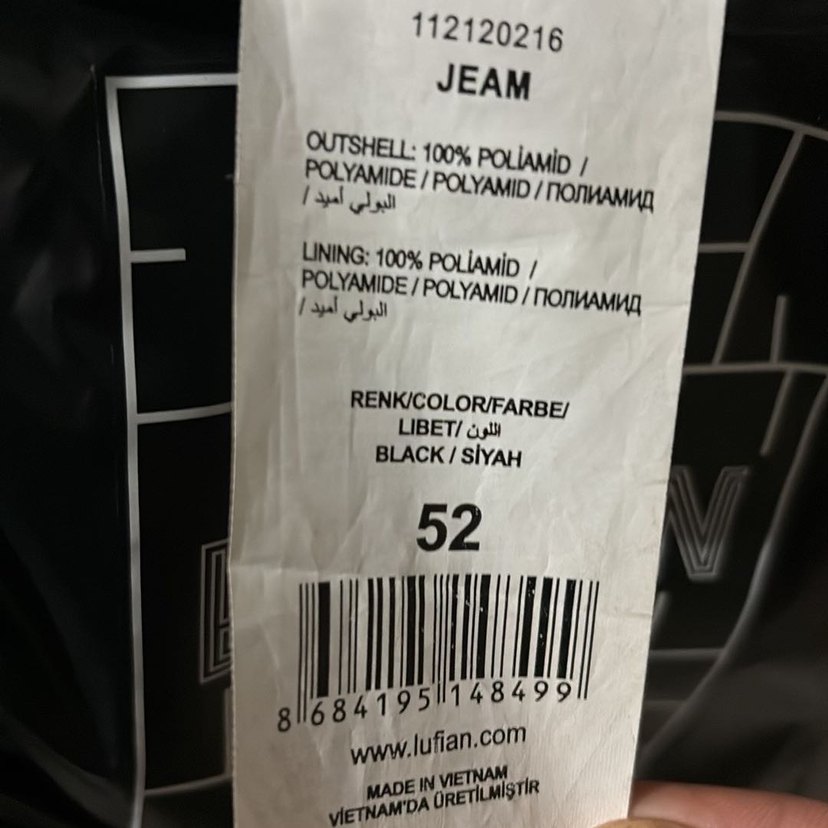 112120216
JEAM
OUTSHELL: 100% POLİAMİD /
POLYAMIDE / POLYAMID / ПОЛИАМИД
/ البولي أميد
LINING: 100% POLİAMİD /
POLYAMIDE / POLYAMID / ПОЛИАМИД
/ البولي أميد
RENK/COLOR/FARBE/
LIBET/ اللون
BLACK / SİYAH
52
8 684195 148499
www.lufian.com
MADE IN VIETNAM
VİETNAM'DA ÜRETİLMİŞTİR